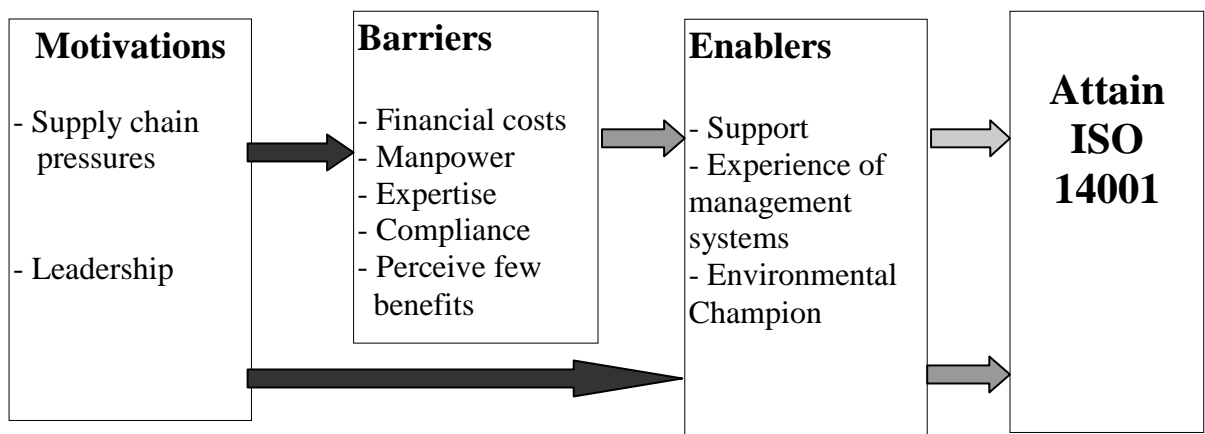 Motivations
- Supply chain
pressures
- Leadership
Barriers
- Financial costs
- Manpower
- Expertise
- Compliance
- Perceive few
benefits
Enablers
- Support
- Experience of
management
systems
- Environmental
Champion
Attain
ISO
14001